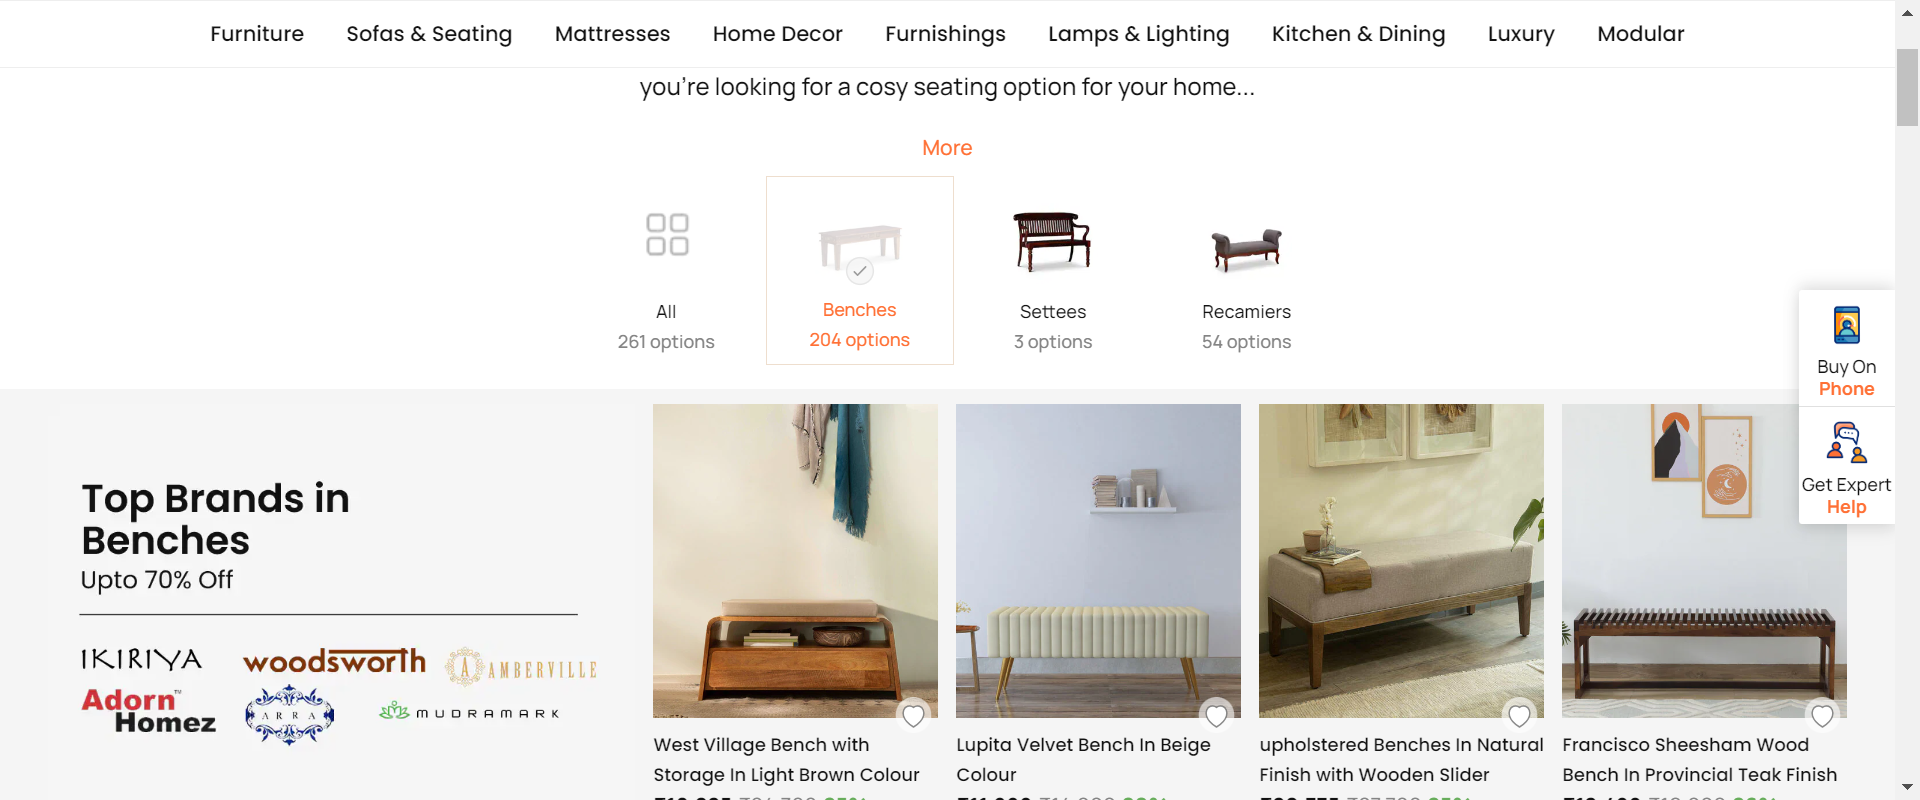 Furniture Sofas & Seating Mattresses Home Decor Furnishings Lamps & Lighting Kitchen & Dining Luxury Modular
you're looking for a cosy seating option for your home...
More
All
261 options
Benches
204 options
Settees
3 options
Recamiers
54 options
Buy On
Phone
Get Expert
Help
Top Brands in
Benches
Upto 70% Off
IKIRIYA
woodsworth
AMBERVILLE
Adorn™
Homez
ARRA
MUDRAMARK
West Village Bench with
Storage In Light Brown Colour
Lupita Velvet Bench In Beige
Colour
upholstered Benches In Natural
Finish with Wooden Slider
Francisco Sheesham Wood
Bench In Provincial Teak Finish